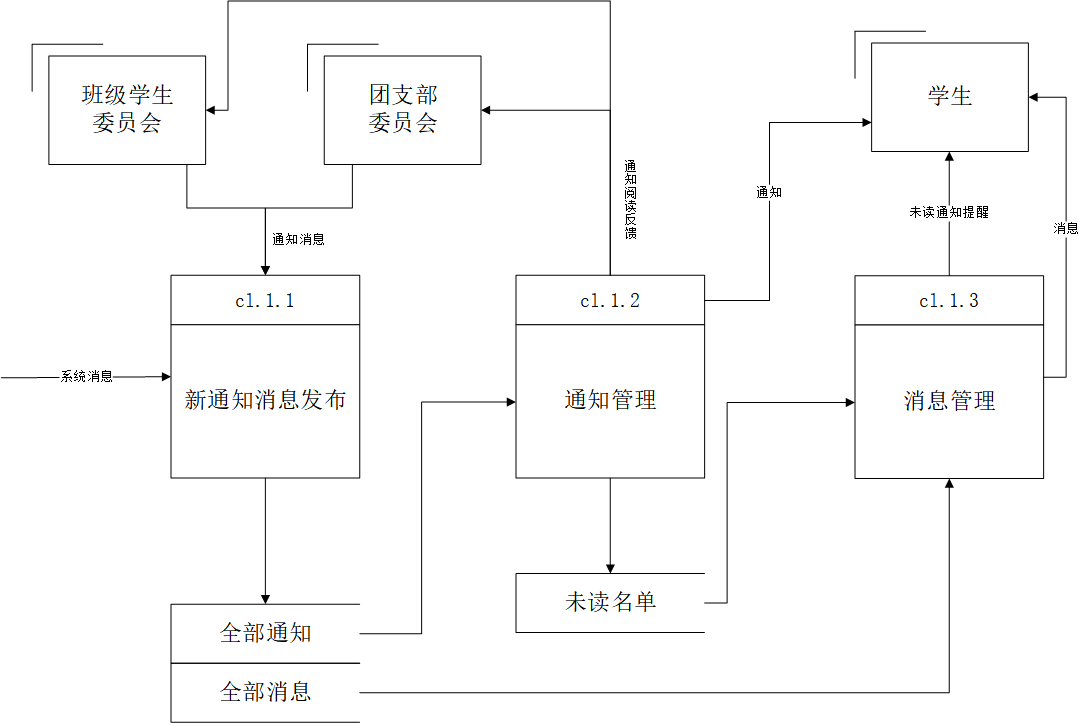 班级学生
委员会
团支部
委员会
学生
通知阅读反馈
通知
未读通知提醒
消息
通知消息
cl.1.1
cl.1.2
cl.1.3
系统消息
新通知消息发布
通知管理
消息管理
未读名单
全部通知
全部消息